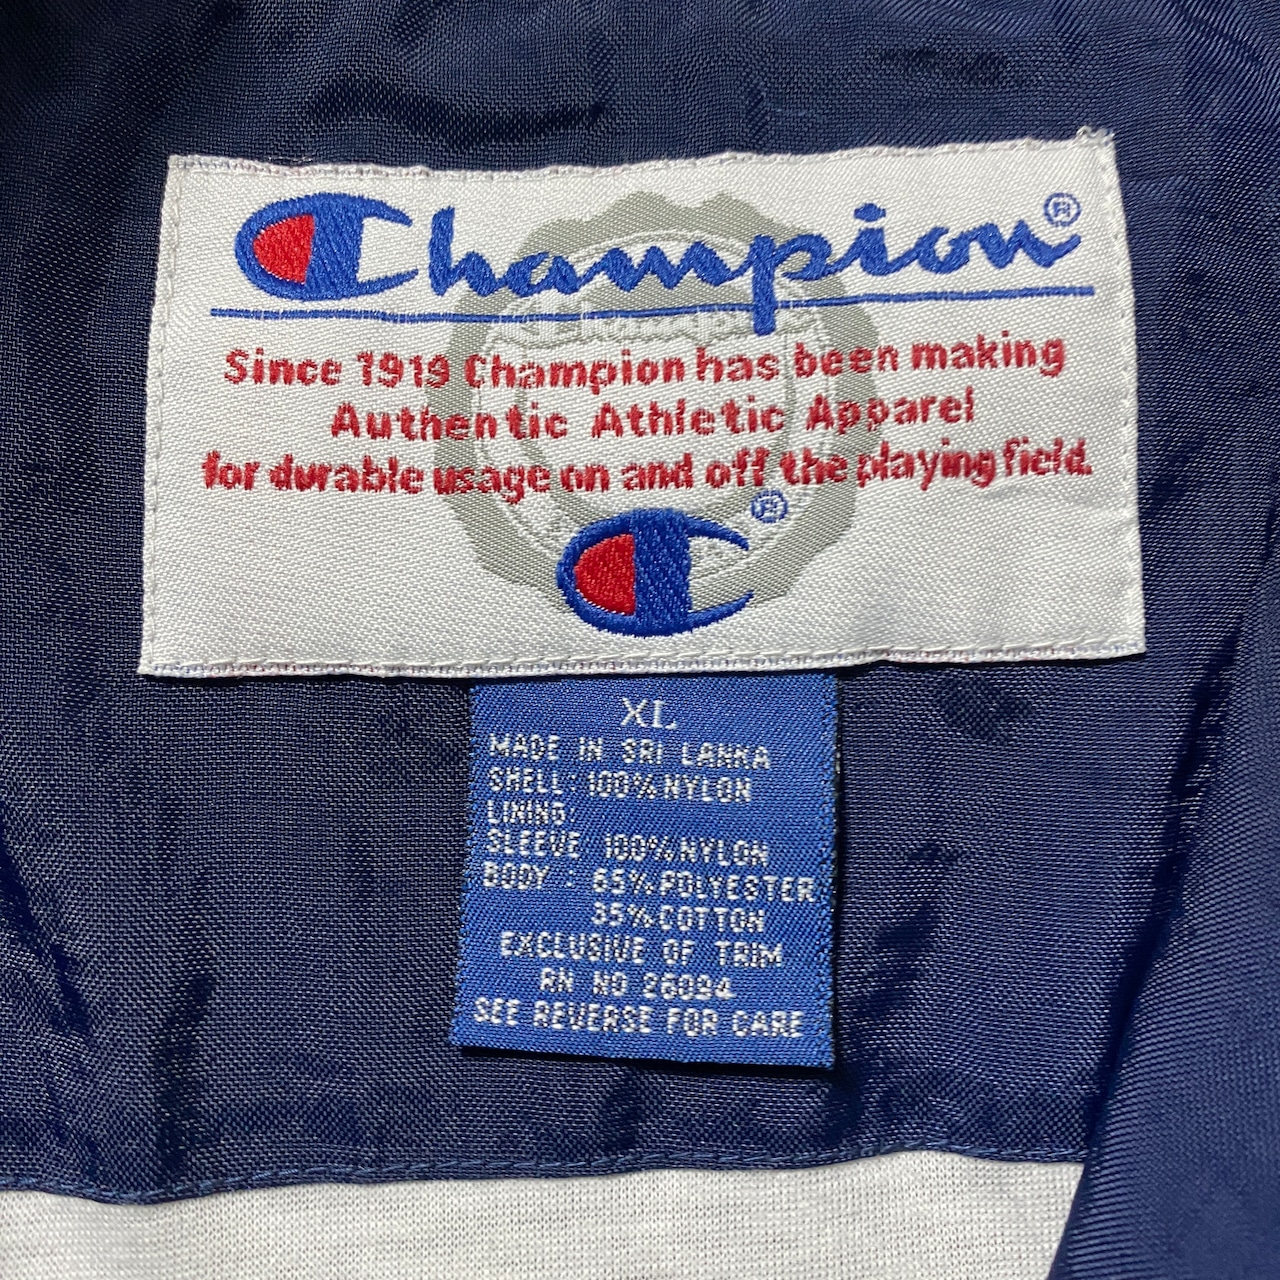 Champion®
Since 1919 Champion has been making
Authentic Athletic Apparel
for durable usage on and off the playing field.
®
XL
MADE IN SRI LANKA
SHELL: 100% NYLON
LINING:
SLEEVE 100% NYLON
BODY : 65% POLYESTER
35% COTTON
EXCLUSIVE OF TRIM
RN NO 26094
SEE REVERSE FOR CARE